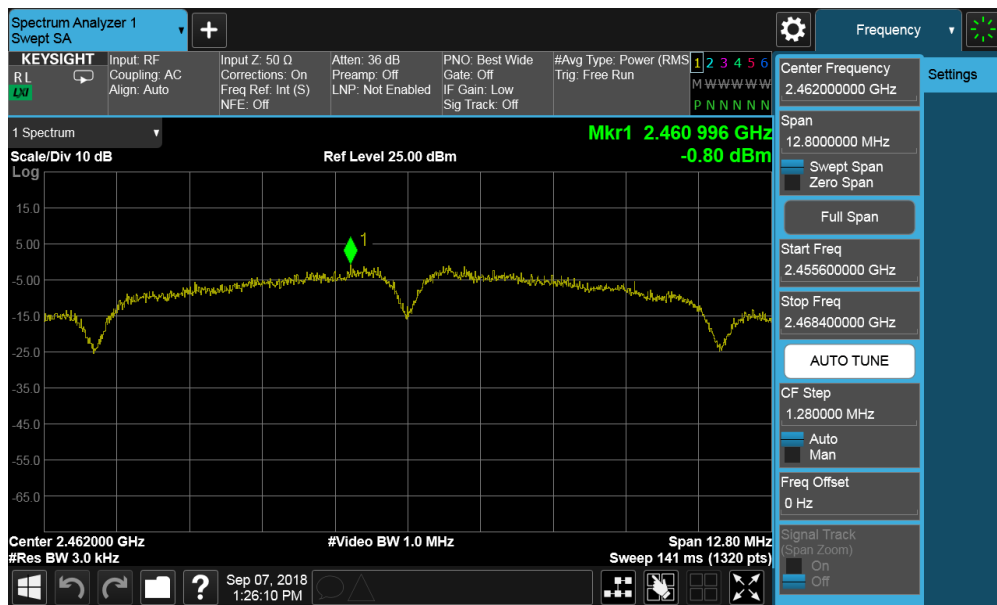 Spectrum Analyzer 1
Swept SA
Frequency
KEYSIGHT
R L
LXI
Input: RF
Coupling: AC
Align: Auto
Input Z: 50 Ω
Corrections: On
Freq Ref: Int (S)
NFE: Off
Atten: 36 dB
Preamp: Off
LNP: Not Enabled
PNO: Best Wide
Gate: Off
IF Gain: Low
Sig Track: Off
#Avg Type: Power (RMS
Trig: Free Run
1 2 3 4 5 6
M W W W W W
P N N N N N
1 Spectrum
Mkr1 2.460 996 GHz
-0.80 dBm
Scale/Div 10 dB
Ref Level 25.00 dBm
Log
15.0
5.00
-5.00
-15.0
-25.0
-35.0
-45.0
-55.0
-65.0
1
Center 2.462000 GHz
#Video BW 1.0 MHz
Span 12.80 MHz
#Res BW 3.0 kHz
Sweep 141 ms (1320 pts)
Sep 07, 2018
1:26:10 PM
Center Frequency
2.462000000 GHz
Settings
Span
12.8000000 MHz
Swept Span
Zero Span
Full Span
Start Freq
2.455600000 GHz
Stop Freq
2.468400000 GHz
AUTO TUNE
CF Step
1.280000 MHz
Auto
Man
Freq Offset
0 Hz
Signal Track
(Span Zoom)
On
Off